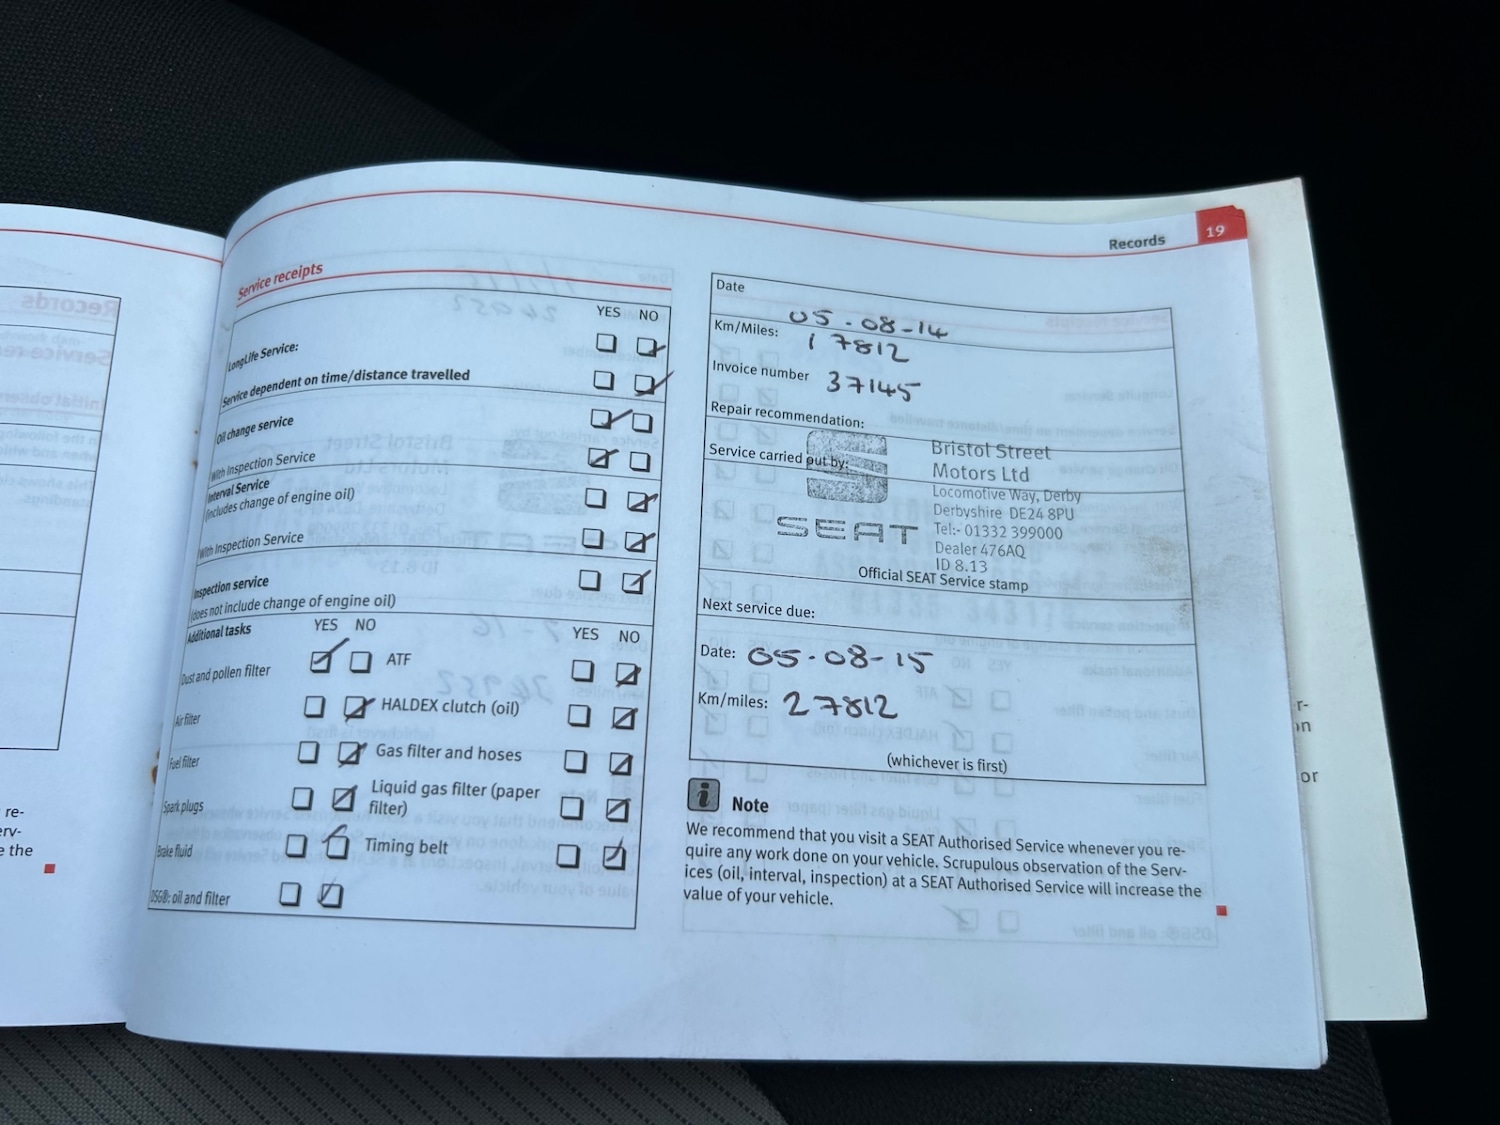 Records 19
Service receipts
YES NO
LongLife Service:
Service dependent on time/distance travelled
Oil change service
With Inspection Service
Interval Service
(includes change of engine oil)
With Inspection Service
Inspection service
(does not include change of engine oil)
Additional tasks YES NO YES NO
Dust and pollen filter ATF
Air filter HALDEX clutch (oil)
Fuel filter Gas filter and hoses
Spark plugs Liquid gas filter (paper
filter)
Brake fluid Timing belt
DSG®: oil and filter
Date
05-08-14
Km/Miles: 17812
Invoice number 37145
Repair recommendation:
Service carried out by:
SEAT
Bristol Street
Motors Ltd
Locomotive Way, Derby
Derbyshire DE24 8PU
Tel:- 01332 399000
Dealer 476AQ
ID 8.13
Official SEAT Service stamp
Next service due:
Date: 05-08-15
Km/miles: 27812
(whichever is first)
i Note
We recommend that you visit a SEAT Authorised Service whenever you re-
quire any work done on your vehicle. Scrupulous observation of the Serv-
ices (oil, interval, inspection) at a SEAT Authorised Service will increase the
value of your vehicle.